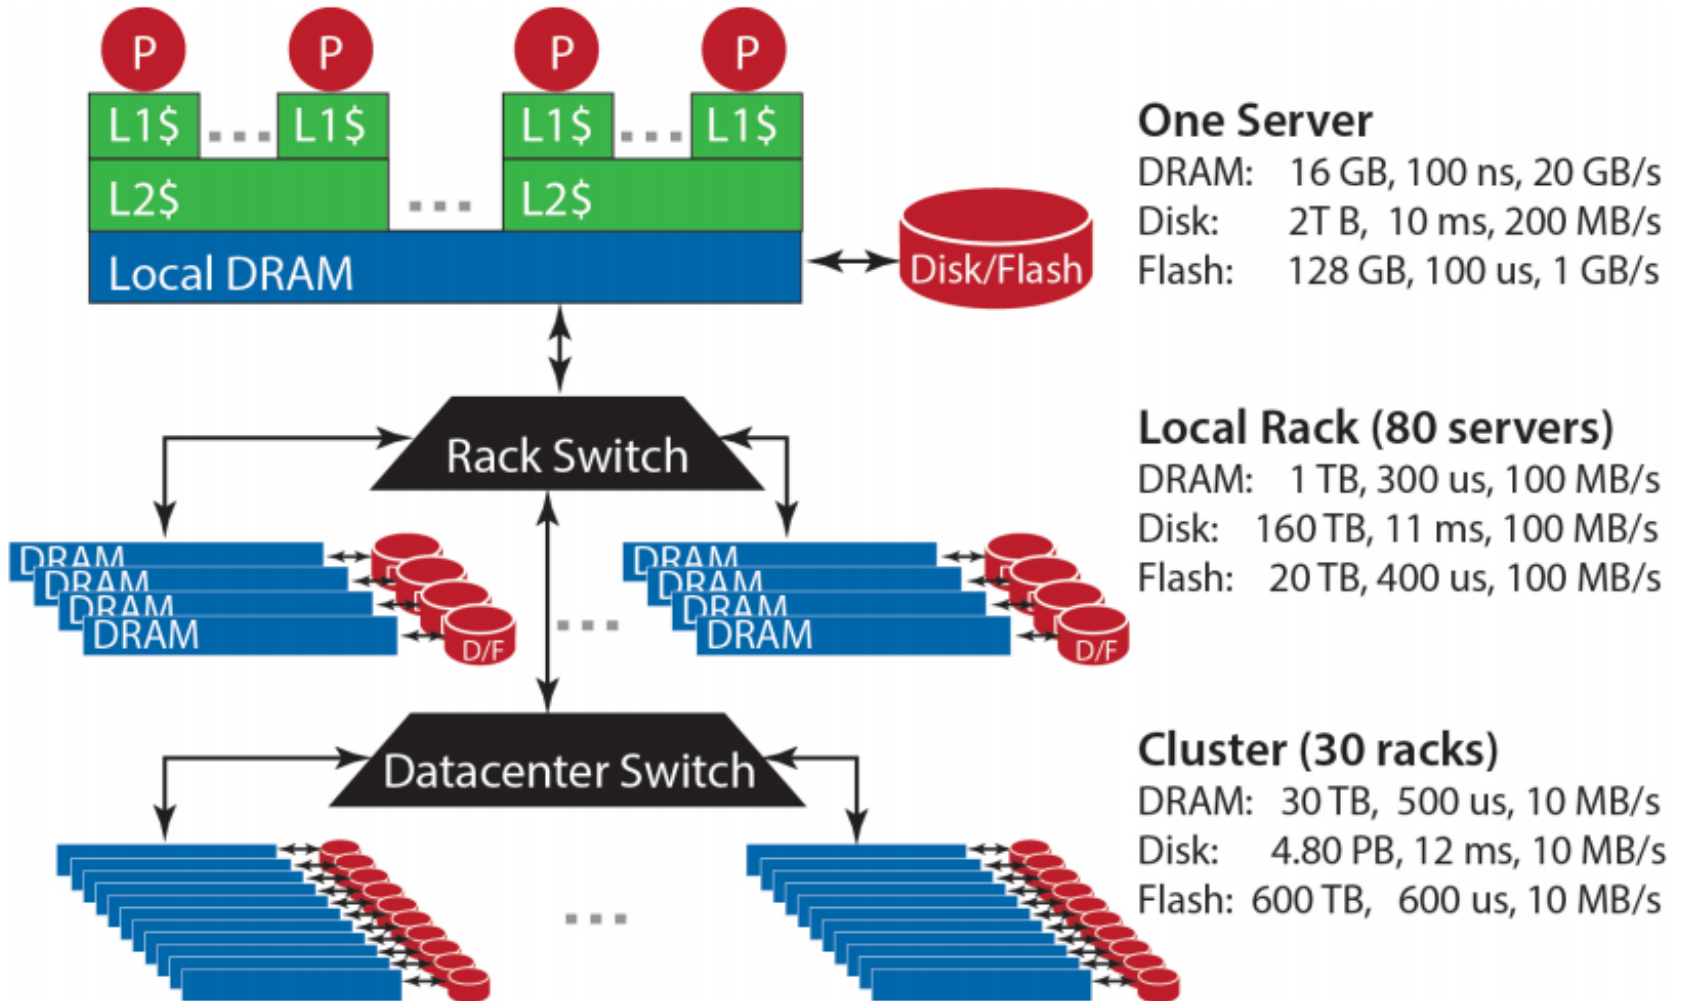 P P P P
L1$ L1$ L1$ L1$
L2$ L2$
Local DRAM
Disk/Flash
One Server
DRAM: 16 GB, 100 ns, 20 GB/s
Disk: 2T B, 10 ms, 200 MB/s
Flash: 128 GB, 100 us, 1 GB/s
Rack Switch
Local Rack (80 servers)
DRAM: 1 TB, 300 us, 100 MB/s
Disk: 160 TB, 11 ms, 100 MB/s
Flash: 20 TB, 400 us, 100 MB/s
DRAM DRAM
DRAM DRAM
DRAM DRAM
DRAM DRAM
D/F D/F
Datacenter Switch
Cluster (30 racks)
DRAM: 30 TB, 500 us, 10 MB/s
Disk: 4.80 PB, 12 ms, 10 MB/s
Flash: 600 TB, 600 us, 10 MB/s